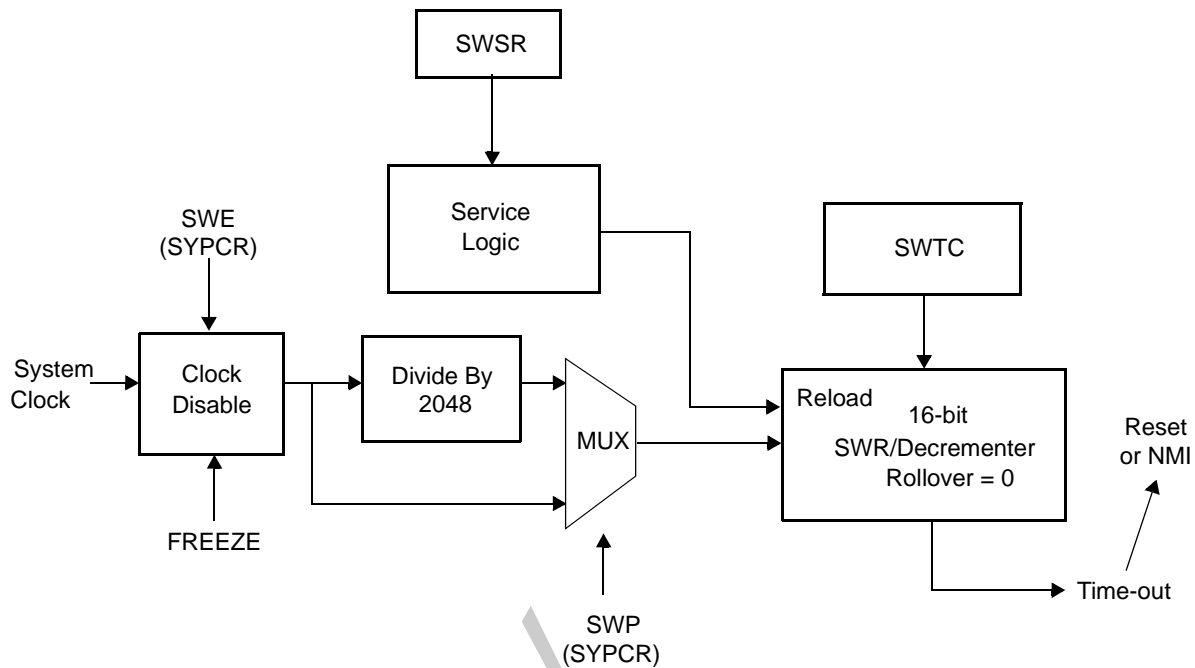 SWSR
Service
Logic
SWE
(SYPCR)
SWTC
System
Clock
Clock
Disable
Divide By
2048
MUX
Reload
16-bit
SWR/Decrementer
Rollover = 0
Reset
or NMI
FREEZE
Time-out
SWP
(SYPCR)